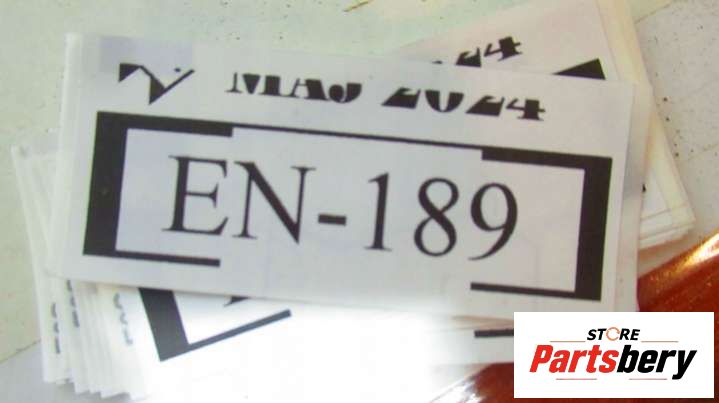 MAJ 2024
EN-189
STORE
Partsbery